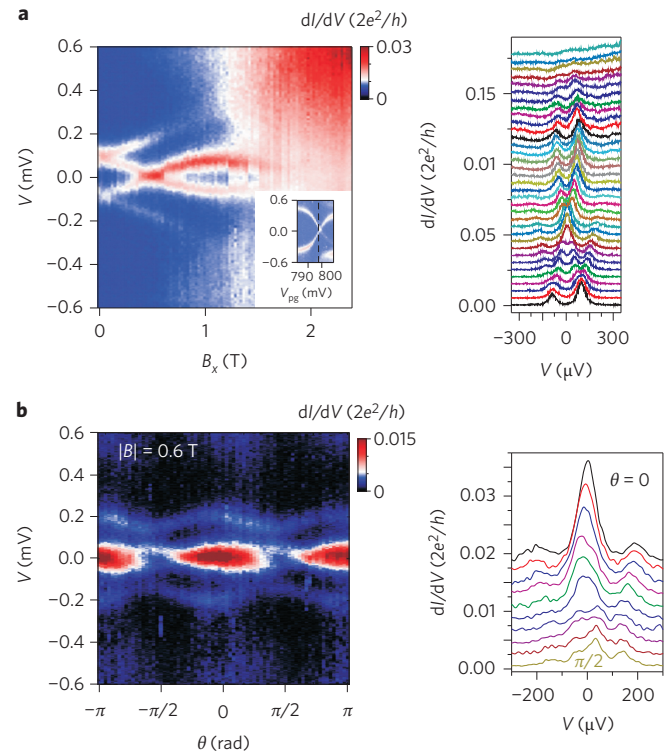 a
dI/dV (2e²/h)
0.03
0
0.6
0.4
0.2
0.0
−0.2
−0.4
−0.6
V (mV)
0
1
2
Bₓ (T)
0.6
0.0
−0.6
790 800
V_pg (mV)
0.15
0.10
0.05
0.00
dI/dV (2e²/h)
−300 0 300
V (μV)
b
dI/dV (2e²/h)
0.015
0
|B| = 0.6 T
0.6
0.4
0.2
0.0
−0.2
−0.4
−0.6
V (mV)
−π −π/2 0 π/2 π
θ (rad)
θ = 0
0.03
0.02
0.01
0.00
dI/dV (2e²/h)
π/2
−200 0 200
V (μV)